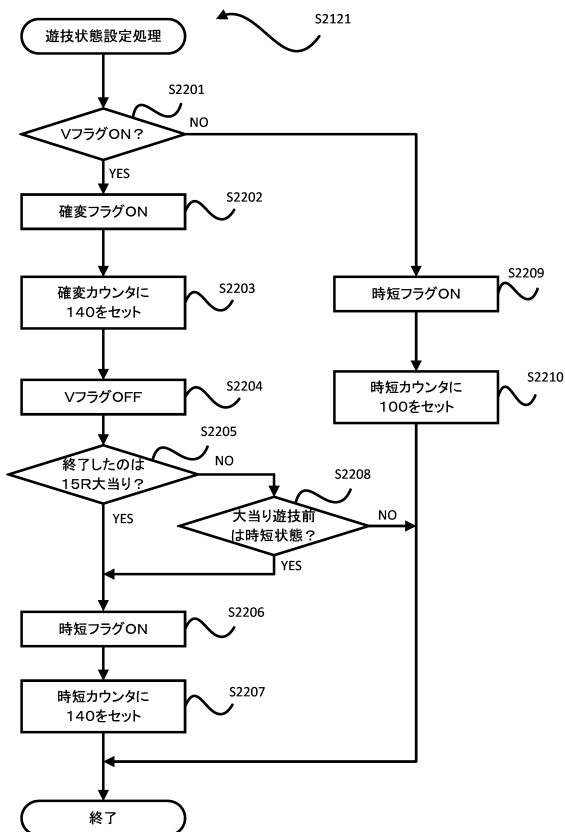 遊技状態設定処理
S2121
S2201
VフラグON？
NO
YES
確変フラグON
S2202
確変カウンタに
140をセット
S2203
時短フラグON
S2209
VフラグOFF
S2204
時短カウンタに
100をセット
S2210
終了したのは
15R大当り？
S2205
NO
YES
大当り遊技前
は時短状態？
S2208
NO
YES
時短フラグON
S2206
時短カウンタに
140をセット
S2207
終了